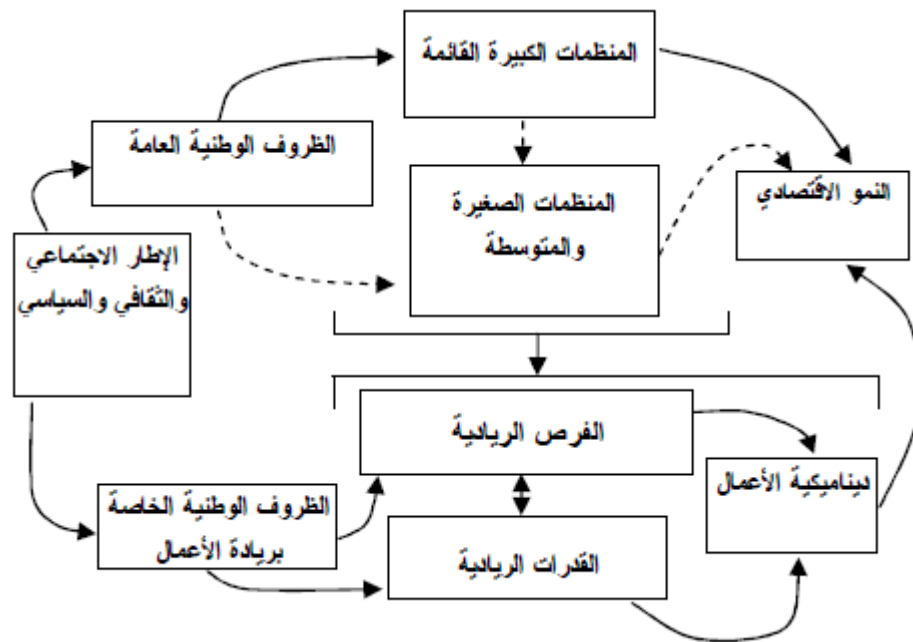 المنظمات الكبيرة القائمة
الظروف الوطنية العامة
المنظمات الصغيرة
والمتوسطة
النمو الاقتصادي
الإطار الاجتماعي
والثقافي والسياسي
الفرص الريادية
ديناميكية الأعمال
الظروف الوطنية الخاصة
بريادة الأعمال
القدرات الريادية